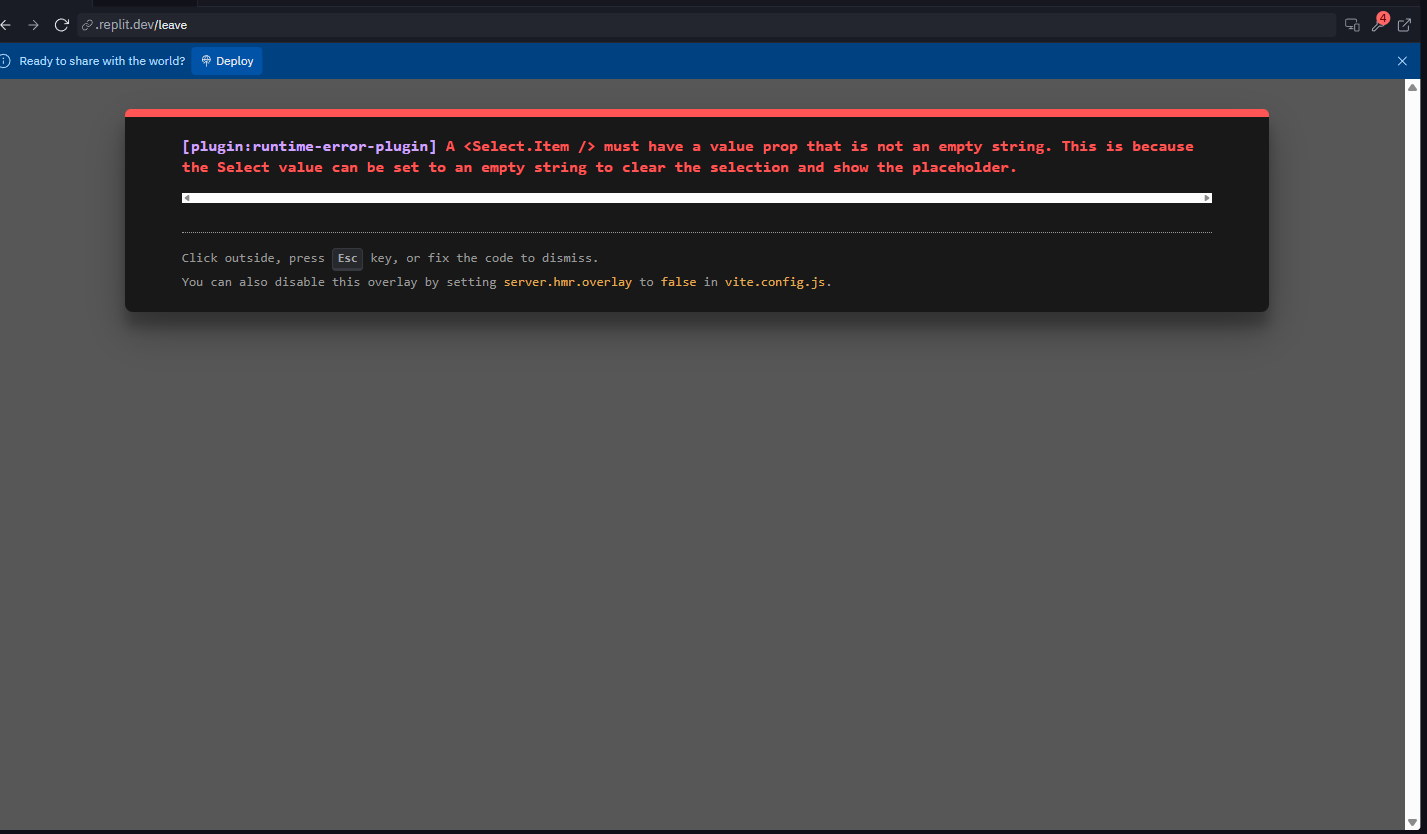 .replit.dev/leave
4
Ready to share with the world? Deploy
[plugin:runtime-error-plugin] A <Select.Item /> must have a value prop that is not an empty string. This is because
the Select value can be set to an empty string to clear the selection and show the placeholder.
Click outside, press Esc key, or fix the code to dismiss.
You can also disable this overlay by setting server.hmr.overlay to false in vite.config.js.